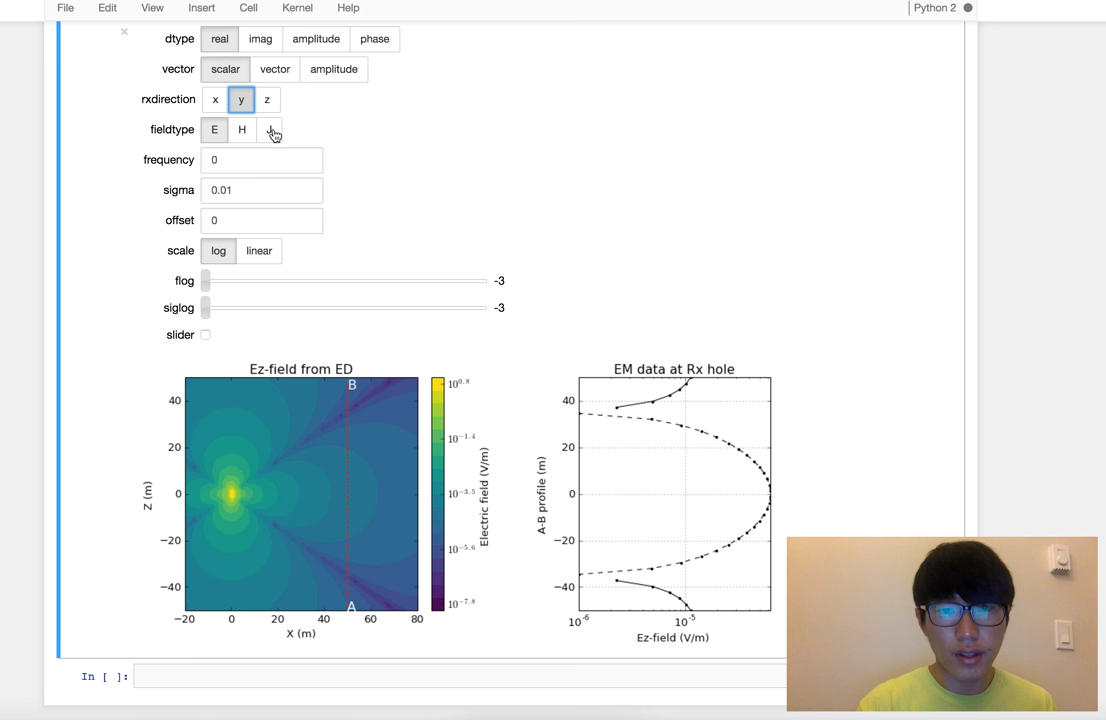 File Edit View Insert Cell Kernel Help Python 2
dtype real imag amplitude phase
vector scalar vector amplitude
rxdirection x y z
fieldtype E H
frequency 0
sigma 0.01
offset 0
scale log linear
flog -3
siglog -3
slider
Ez-field from ED
B
A
40
20
0
−20
−40
Z (m)
−20 0 20 40 60 80
X (m)
10^0.8
10^−1.4
10^−3.5
10^−5.6
10^−7.8
Electric field (V/m)
EM data at Rx hole
40
20
0
−20
−40
A-B profile (m)
10^-6 10^-5
Ez-field (V/m)
In [ ]: